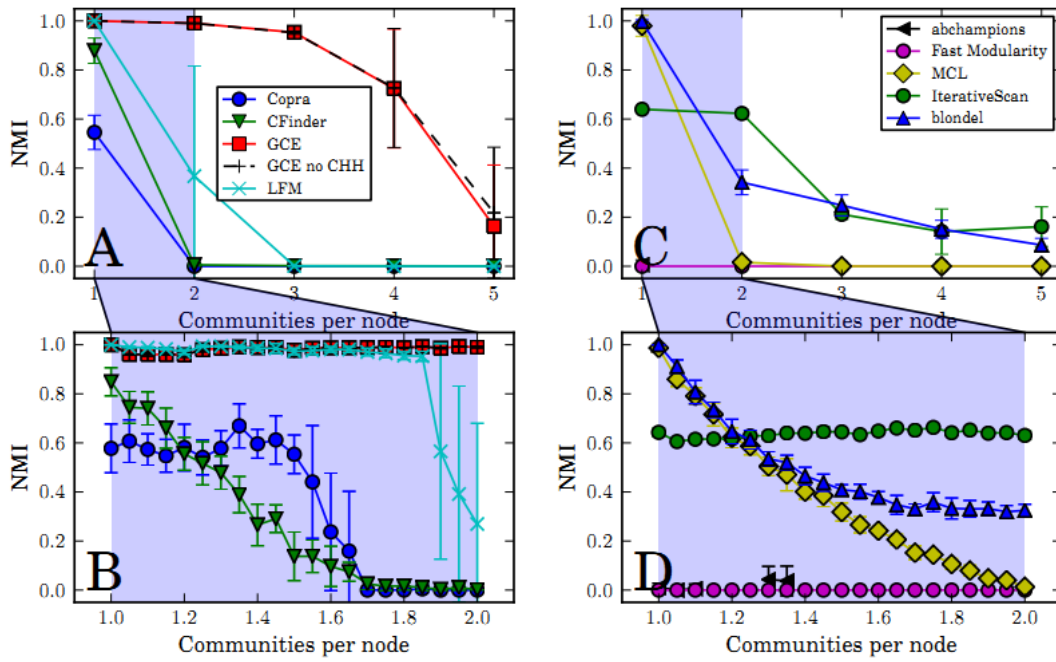 1.0
0.8
0.6
0.4
0.2
0.0
NMI
A
Copra
CFinder
GCE
GCE no CHH
LFM
1 2 3 4 5
Communities per node
1.0
0.8
0.6
0.4
0.2
0.0
NMI
C
abchampions
Fast Modularity
MCL
IterativeScan
blondel
1 2 3 4 5
Communities per node
1.0
0.8
0.6
0.4
0.2
0.0
NMI
B
1.0 1.2 1.4 1.6 1.8 2.0
Communities per node
1.0
0.8
0.6
0.4
0.2
0.0
NMI
D
1.0 1.2 1.4 1.6 1.8 2.0
Communities per node